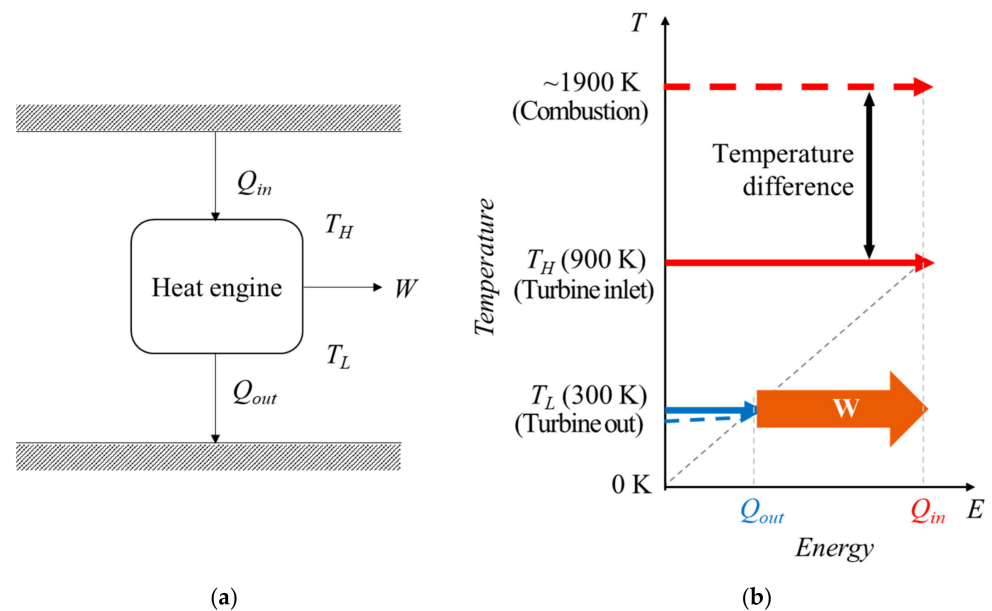 Q_in
T_H
Heat engine
W
T_L
Q_out
(a)
T
~1900 K
(Combustion)
Temperature
difference
Temperature
T_H (900 K)
(Turbine inlet)
T_L (300 K)
(Turbine out)
W
0 K
Q_out
Q_in
E
Energy
(b)